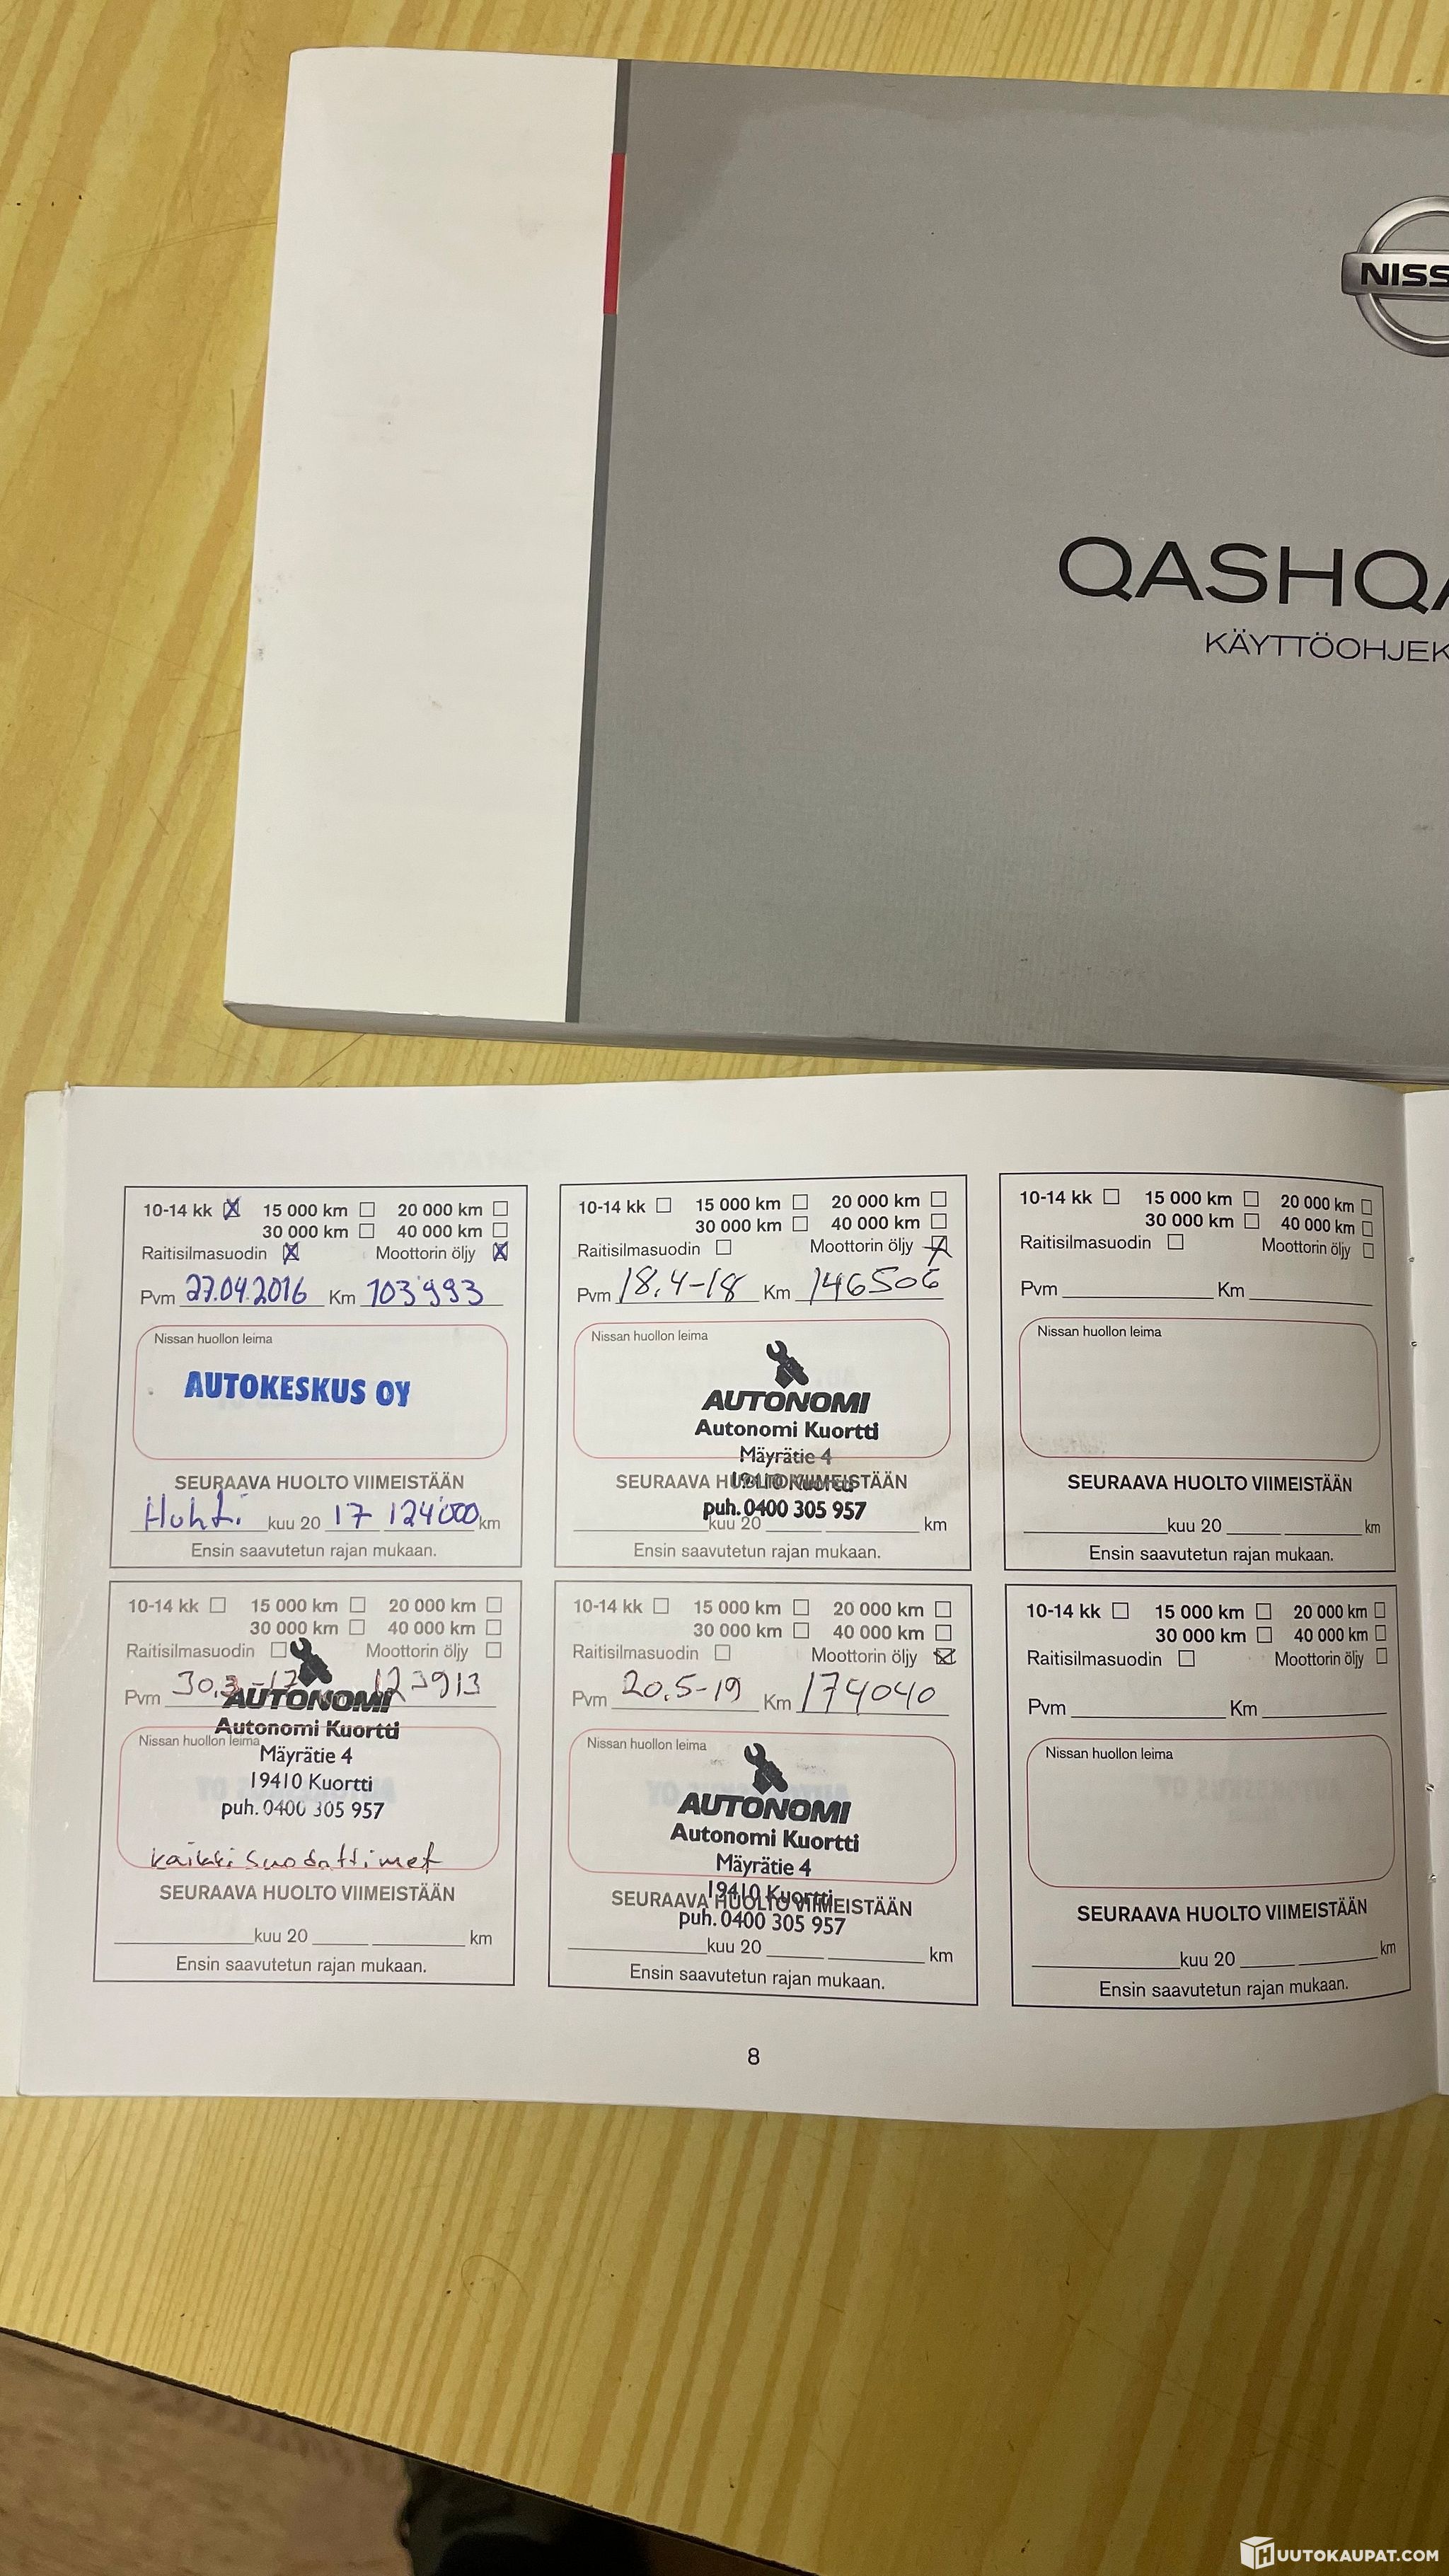 NISS
QASHQA
KÄYTTÖOHJEK
10-14 kk 15 000 km 20 000 km
30 000 km 40 000 km
Raitisilmasuodin Moottorin öljy
Pvm 27.04.2016 Km 103993
Nissan huollon leima
AUTOKESKUS OY
SEURAAVA HUOLTO VIIMEISTÄÄN
Huhti kuu 20 17 124000 km
Ensin saavutetun rajan mukaan.
10-14 kk 15 000 km 20 000 km
30 000 km 40 000 km
Raitisilmasuodin Moottorin öljy
Pvm 18.4-18 Km 146506
Nissan huollon leima
AUTONOMI
Autonomi Kuortti
Mäyrätie 4
19410 Kuortti
SEURAAVA HUOLTO VIIMEISTÄÄN
puh. 0400 305 957
kuu 20 km
Ensin saavutetun rajan mukaan.
10-14 kk 15 000 km 20 000 km
30 000 km 40 000 km
Raitisilmasuodin Moottorin öljy
Pvm Km
Nissan huollon leima
SEURAAVA HUOLTO VIIMEISTÄÄN
kuu 20 km
Ensin saavutetun rajan mukaan.
10-14 kk 15 000 km 20 000 km
30 000 km 40 000 km
Raitisilmasuodin Moottorin öljy
Pvm 30.3-17 123913
AUTONOMI
Autonomi Kuortti
Nissan huollon leima
Mäyrätie 4
19410 Kuortti
puh. 0400 305 957
kaikki suodattimet
SEURAAVA HUOLTO VIIMEISTÄÄN
kuu 20 km
Ensin saavutetun rajan mukaan.
10-14 kk 15 000 km 20 000 km
30 000 km 40 000 km
Raitisilmasuodin Moottorin öljy
Pvm 20.5-19 Km 174040
Nissan huollon leima
AUTONOMI
Autonomi Kuortti
Mäyrätie 4
19410 Kuortti
SEURAAVA HUOLTO VIIMEISTÄÄN
puh. 0400 305 957
kuu 20 km
Ensin saavutetun rajan mukaan.
10-14 kk 15 000 km 20 000 km
30 000 km 40 000 km
Raitisilmasuodin Moottorin öljy
Pvm Km
Nissan huollon leima
SEURAAVA HUOLTO VIIMEISTÄÄN
kuu 20 km
Ensin saavutetun rajan mukaan.
8
HUUTOKAUPAT.COM